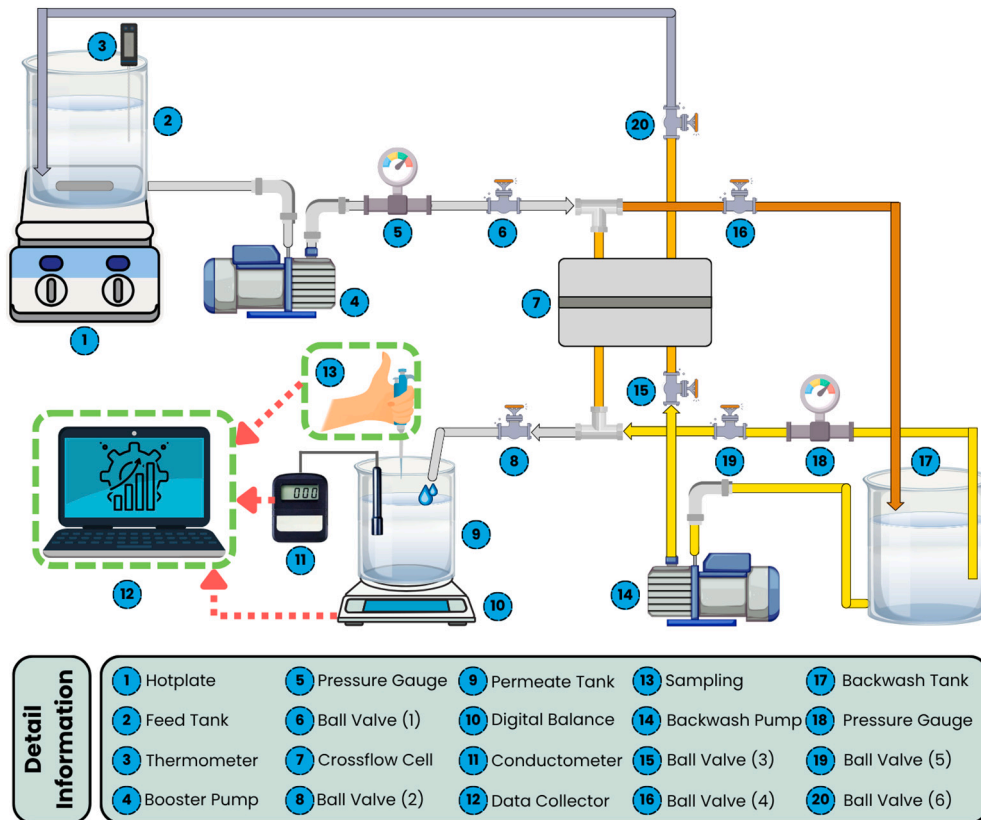 3
2
20
5
6
16
7
4
1
13
15
8
19
18
17
000
9
11
12
10
14
Detail
Information
1 Hotplate
2 Feed Tank
3 Thermometer
4 Booster Pump
5 Pressure Gauge
6 Ball Valve (1)
7 Crossflow Cell
8 Ball Valve (2)
9 Permeate Tank
10 Digital Balance
11 Conductometer
12 Data Collector
13 Sampling
14 Backwash Pump
15 Ball Valve (3)
16 Ball Valve (4)
17 Backwash Tank
18 Pressure Gauge
19 Ball Valve (5)
20 Ball Valve (6)